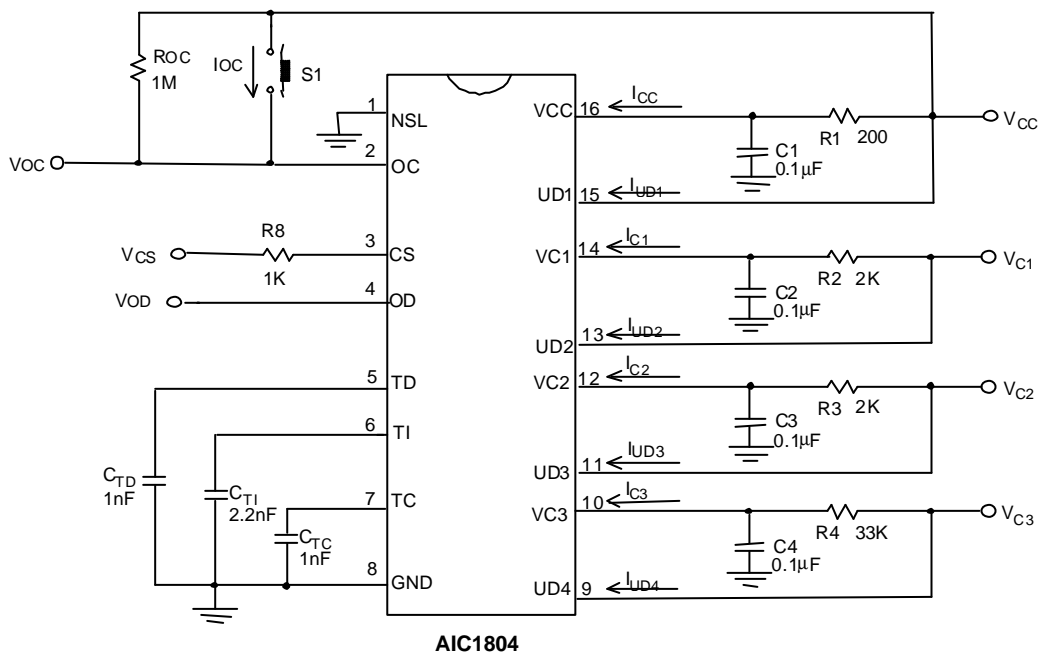 ROC
1M
IOC
S1
1
NSL
VOC
2
OC
VCS
R8
1K
3
CS
VOD
4
OD
5
TD
6
TI
7
TC
8
GND
CTD
1nF
CTI
2.2nF
CTC
1nF
VCC
16
ICC
R1
200
VCC
C1
0.1µF
UD1
15
IUD1
VC1
14
IC1
R2
2K
VC1
C2
0.1µF
UD2
13
IUD2
VC2
12
IC2
R3
2K
VC2
C3
0.1µF
UD3
11
IUD3
VC3
10
IC3
R4
33K
VC3
C4
0.1µF
UD4
9
IUD4
AIC1804